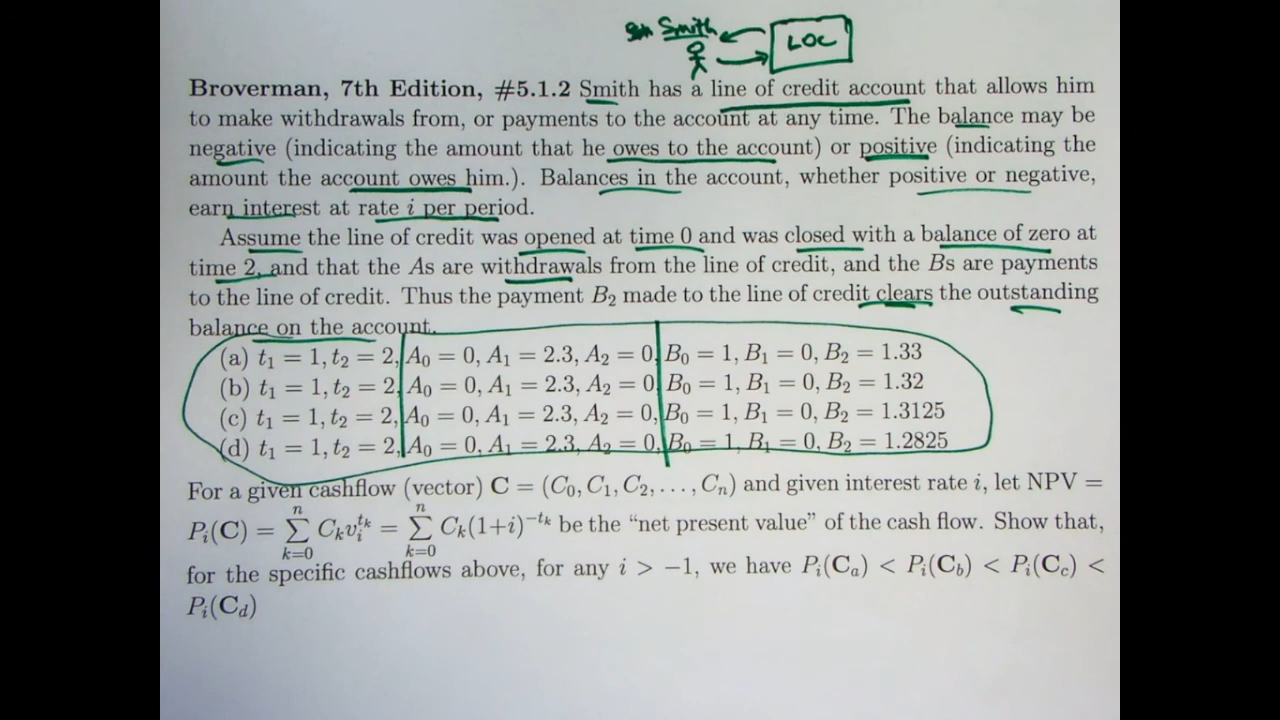 Smith
LOC
Broverman, 7th Edition, #5.1.2 Smith has a line of credit account that allows him
to make withdrawals from, or payments to the account at any time. The balance may be
negative (indicating the amount that he owes to the account) or positive (indicating the
amount the account owes him.). Balances in the account, whether positive or negative,
earn interest at rate i per period.
Assume the line of credit was opened at time 0 and was closed with a balance of zero at
time 2, and that the As are withdrawals from the line of credit, and the Bs are payments
to the line of credit. Thus the payment B₂ made to the line of credit clears the outstanding
balance on the account.
(a) t₁ = 1, t₂ = 2, A₀ = 0, A₁ = 2.3, A₂ = 0, B₀ = 1, B₁ = 0, B₂ = 1.33
(b) t₁ = 1, t₂ = 2, A₀ = 0, A₁ = 2.3, A₂ = 0, B₀ = 1, B₁ = 0, B₂ = 1.32
(c) t₁ = 1, t₂ = 2, A₀ = 0, A₁ = 2.3, A₂ = 0, B₀ = 1, B₁ = 0, B₂ = 1.3125
(d) t₁ = 1, t₂ = 2, A₀ = 0, A₁ = 2.3, A₂ = 0, B₀ = 1, B₁ = 0, B₂ = 1.2825
For a given cashflow (vector) C = (C₀, C₁, C₂, . . . , Cₙ) and given interest rate i, let NPV =
Pᵢ(C) = ∑_{k=0}^{n} C_k v_i^{t_k} = ∑_{k=0}^{n} C_k(1+i)^{-t_k} be the "net present value" of the cash flow. Show that,
for the specific cashflows above, for any i > −1, we have Pᵢ(C_a) < Pᵢ(C_b) < Pᵢ(C_c) <
Pᵢ(C_d)